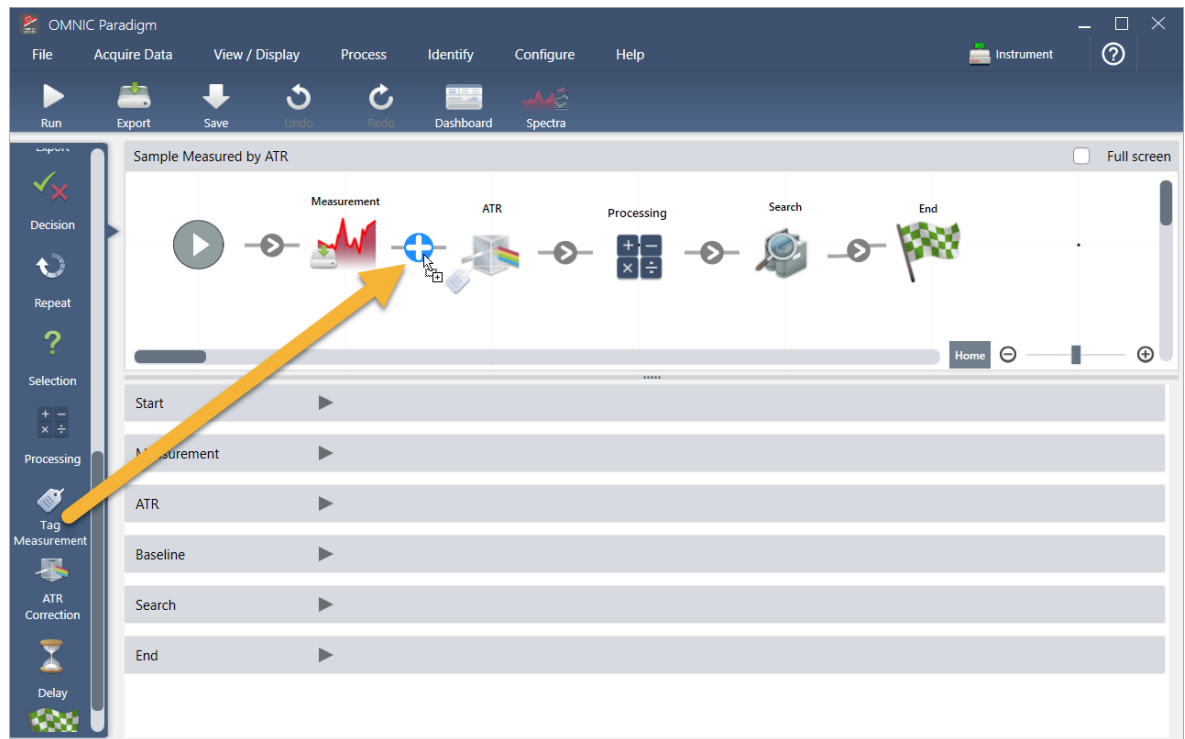 OMNIC Paradigm
File Acquire Data View / Display Process Identify Configure Help Instrument
Run Export Save Undo Redo Dashboard Spectra
Export
Decision
Repeat
Selection
Processing
Tag
Measurement
ATR
Correction
Delay
Sample Measured by ATR Full screen
Measurement ATR Processing Search End
Home
Start
Measurement
ATR
Baseline
Search
End